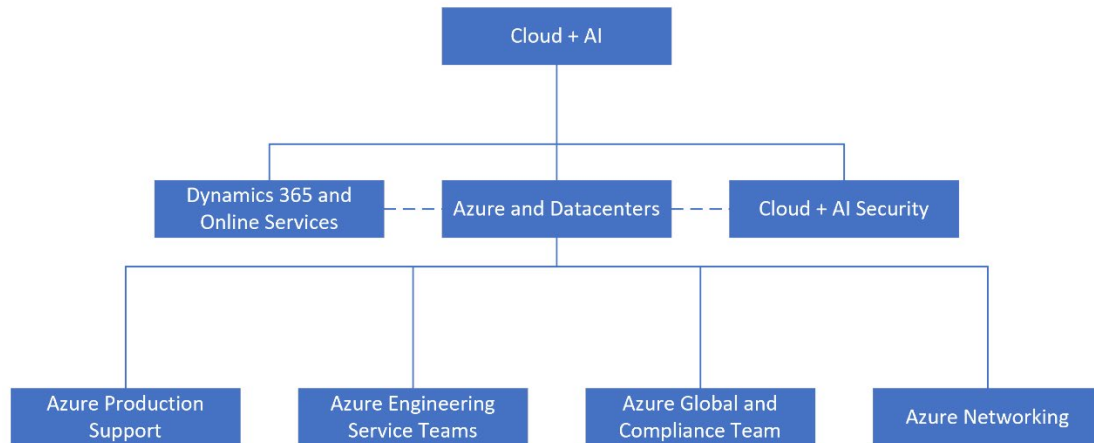 Cloud + AI
Dynamics 365 and
Online Services
Azure and Datacenters
Cloud + AI Security
Azure Production
Support
Azure Engineering
Service Teams
Azure Global and
Compliance Team
Azure Networking